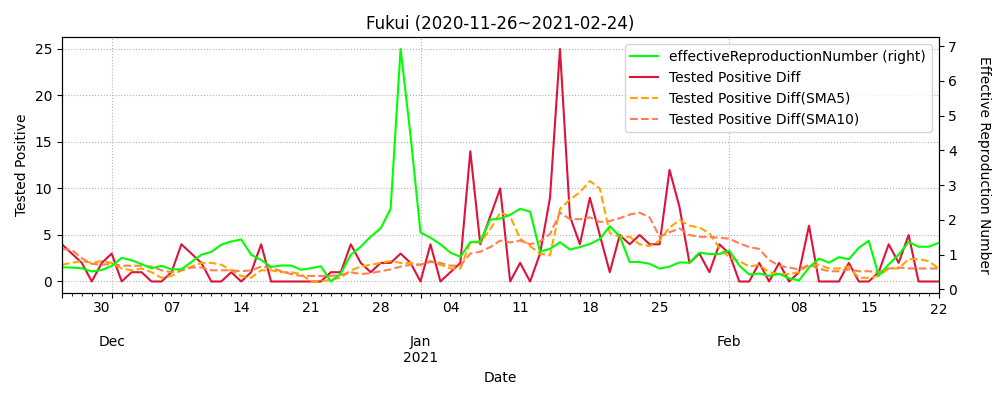 Fukui (2020-11-26~2021-02-24)
effectiveReproductionNumber (right)
Tested Positive Diff
Tested Positive Diff(SMA5)
Tested Positive Diff(SMA10)
Tested Positive
25
20
15
10
5
0
7
6
5
4
3
2
1
0
Effective Reproduction Number
30 07 14 21 28 04 11 18 25 08 15 22
Dec Jan Feb
2021
Date